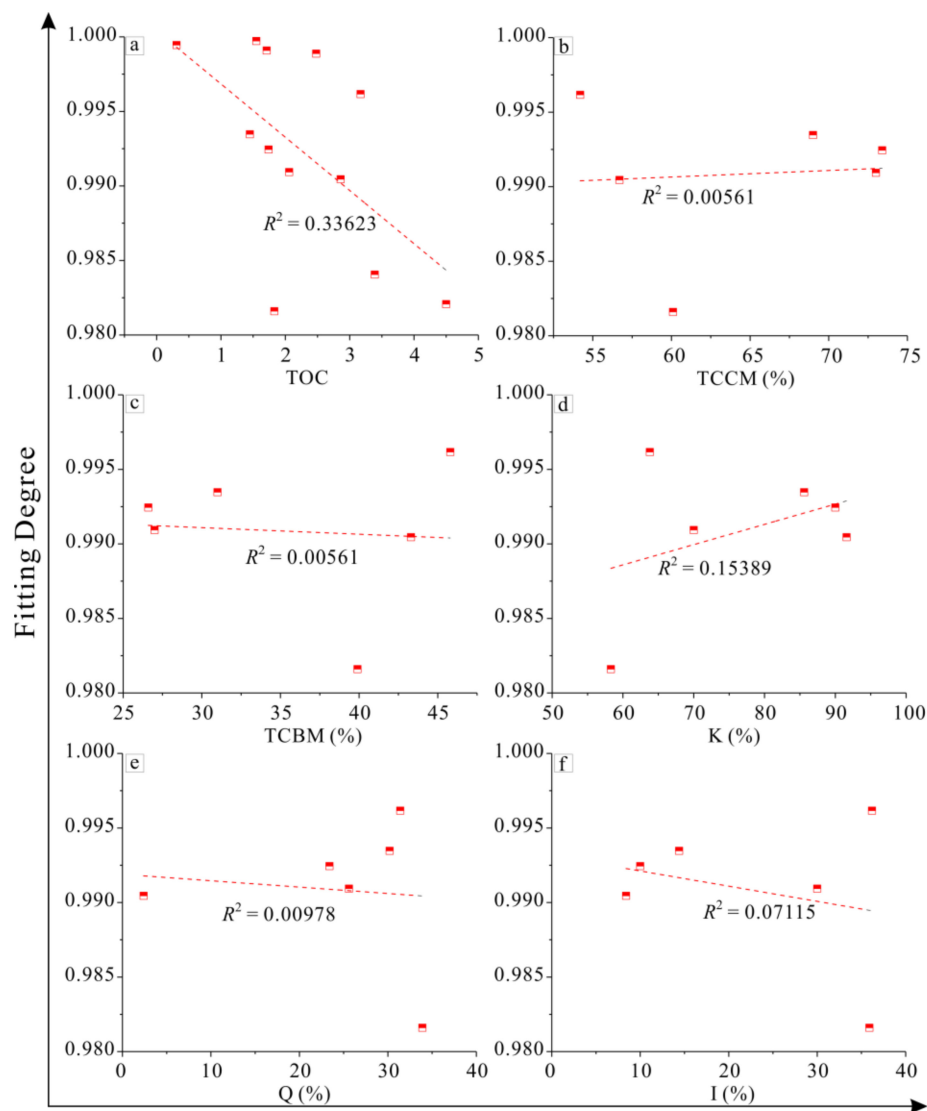 Fitting Degree
a
1.000
0.995
0.990
0.985
0.980
R² = 0.33623
0 1 2 3 4 5
TOC
b
1.000
0.995
0.990
0.985
0.980
R² = 0.00561
55 60 65 70 75
TCCM (%)
c
1.000
0.995
0.990
0.985
0.980
R² = 0.00561
25 30 35 40 45
TCBM (%)
d
1.000
0.995
0.990
0.985
0.980
R² = 0.15389
50 60 70 80 90 100
K (%)
e
1.000
0.995
0.990
0.985
0.980
R² = 0.00978
0 10 20 30 40
Q (%)
f
1.000
0.995
0.990
0.985
0.980
R² = 0.07115
0 10 20 30 40
I (%)